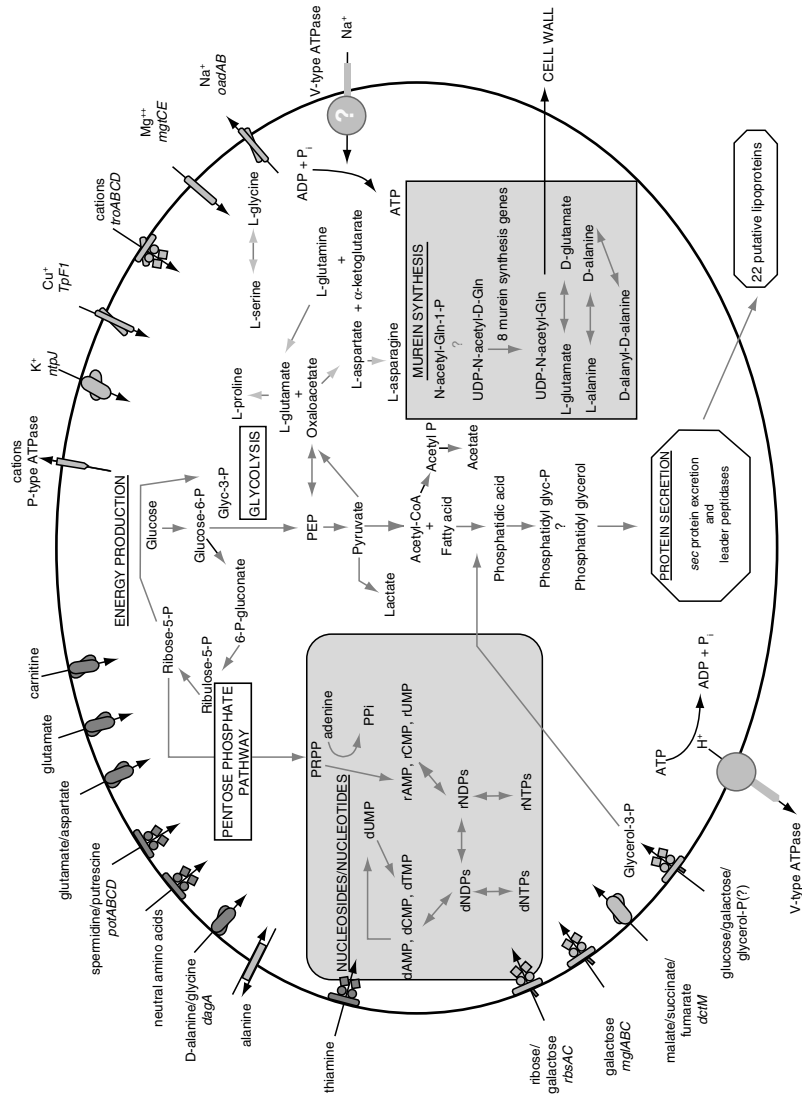 V-type ATPase
Na⁺
Na⁺
oadAB
Mg⁺⁺
mgtCE
cations
troABCD
Cu⁺
TpF1
K⁺
ntpJ
cations
P-type ATPase
carnitine
glutamate
glutamate/aspartate
spermidine/putrescine
potABCD
neutral amino acids
D-alanine/glycine
dagA
alanine
thiamine
ribose/
galactose
rbsAC
galactose
mglABC
malate/succinate/
fumarate
dctM
glucose/galactose/
glycerol-P(?)
V-type ATPase
H⁺
ATP
ADP + Pᵢ
?
ADP + Pᵢ
ATP
L-glycine
L-serine
L-glutamine
+
L-aspartate + α-ketoglutarate
L-asparagine
L-proline
L-glutamate
+
Oxaloacetate
ENERGY PRODUCTION
Glucose
Glucose-6-P
Glyc-3-P
GLYCOLYSIS
PEP
Pyruvate
Lactate
Acetyl-CoA
+
Fatty acid
Acetyl P
Acetate
Phosphatidic acid
Phosphatidyl glyc-P
?
Phosphatidyl glycerol
Ribose-5-P
Ribulose-5-P
6-P-gluconate
PENTOSE PHOSPHATE
PATHWAY
PRPP
adenine
PPi
NUCLEOSIDES/NUCLEOTIDES
dUMP
rAMP, rCMP, rUMP
dAMP, dCMP, dTMP
rNDPs
dNDPs
rNTPs
dNTPs
Glycerol-3-P
MUREIN SYNTHESIS
N-acetyl-Gln-1-P
?
UDP-N-acetyl-D-Gln
8 murein synthesis genes
UDP-N-acetyl-Gln
L-glutamate
D-glutamate
L-alanine
D-alanine
D-alanyl-D-alanine
CELL WALL
PROTEIN SECRETION
sec protein excretion
and
leader peptidases
22 putative lipoproteins